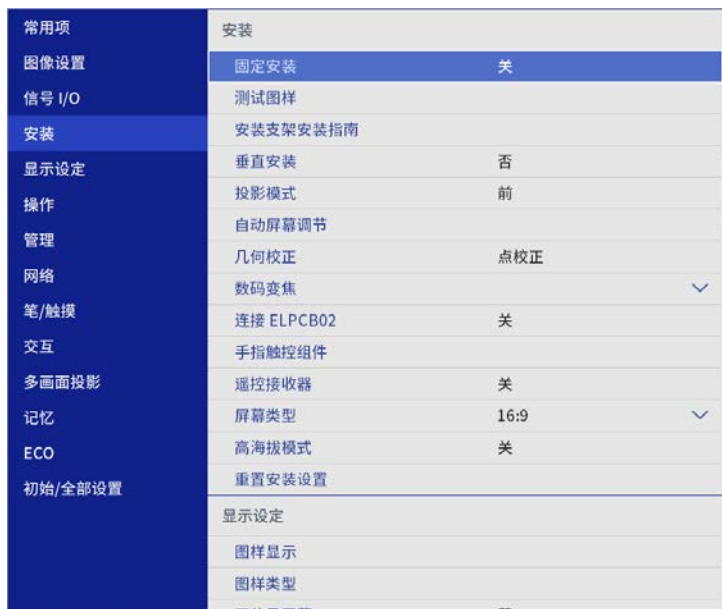 常用项
图像设置
信号 I/O
安装
显示设定
操作
管理
网络
笔/触摸
交互
多画面投影
记忆
ECO
初始/全部设置
安装
固定安装 关
测试图样
安装支架安装指南
垂直安装 否
投影模式 前
自动屏幕调节
几何校正 点校正
数码变焦
连接 ELPCB02 关
手指触控组件
遥控接收器 关
屏幕类型 16:9
高海拔模式 关
重置安装设置
显示设定
图样显示
图样类型